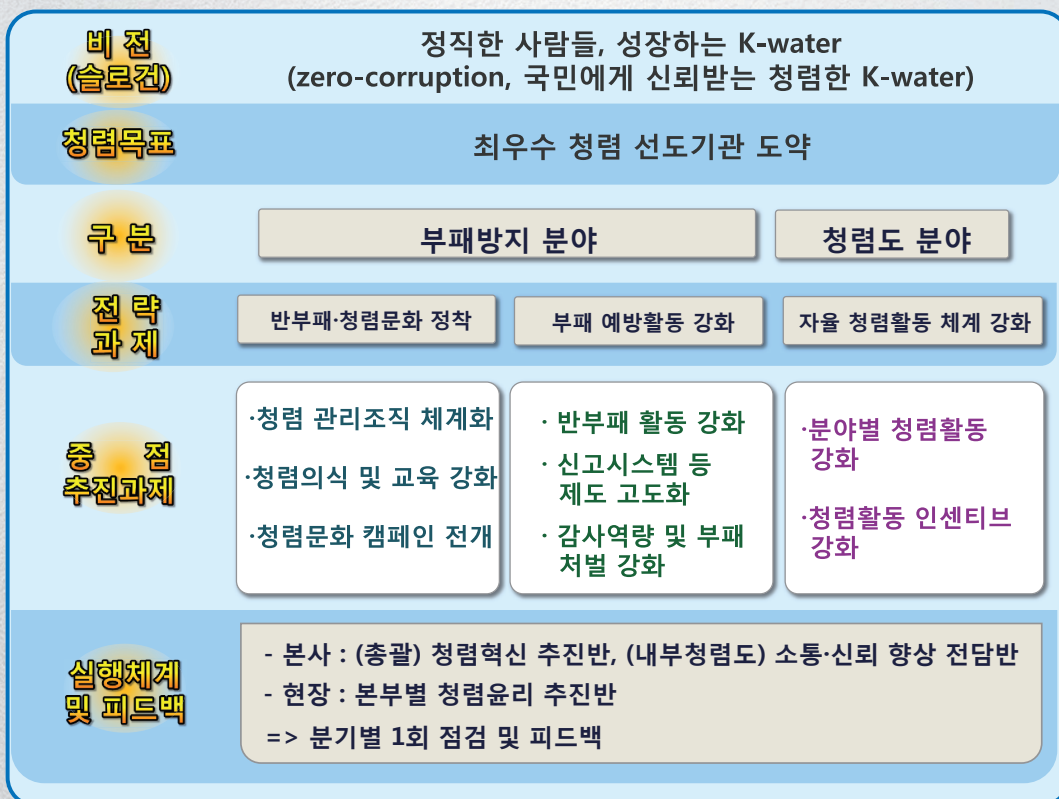 비 전
(슬로건)
정직한 사람들, 성장하는 K-water
(zero-corruption, 국민에게 신뢰받는 청렴한 K-water)
청렴목표
최우수 청렴 선도기관 도약
구 분
부패방지 분야
청렴도 분야
전 략
과 제
반부패·청렴문화 정착
부패 예방활동 강화
자율 청렴활동 체계 강화
중 점
추진과제
·청렴 관리조직 체계화
·청렴의식 및 교육 강화
·청렴문화 캠페인 전개
· 반부패 활동 강화
· 신고시스템 등
제도 고도화
· 감사역량 및 부패
처벌 강화
·분야별 청렴활동
강화
·청렴활동 인센티브
강화
실행체계
및 피드백
- 본사 : (총괄) 청렴혁신 추진반, (내부청렴도) 소통·신뢰 향상 전담반
- 현장 : 본부별 청렴윤리 추진반
=> 분기별 1회 점검 및 피드백